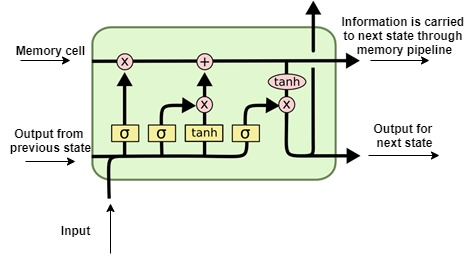 Memory cell
Information is carried
to next state through
memory pipeline
x
+
tanh
x
x
Output from
previous state
σ
σ
tanh
σ
Output for
next state
Input